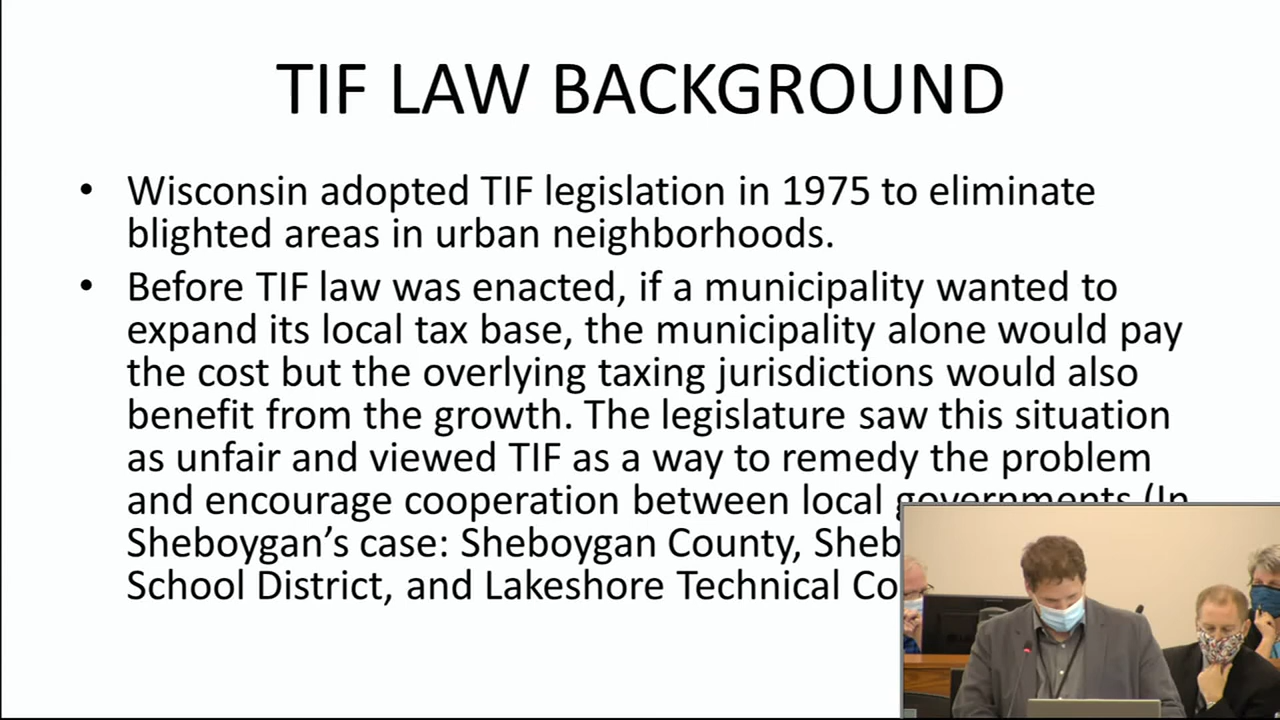 TIF LAW BACKGROUND
• Wisconsin adopted TIF legislation in 1975 to eliminate
blighted areas in urban neighborhoods.
• Before TIF law was enacted, if a municipality wanted to
expand its local tax base, the municipality alone would pay
the cost but the overlying taxing jurisdictions would also
benefit from the growth. The legislature saw this situation
as unfair and viewed TIF as a way to remedy the problem
and encourage cooperation between local governments (In
Sheboygan’s case: Sheboygan County,
School District, and Lakeshore Technical